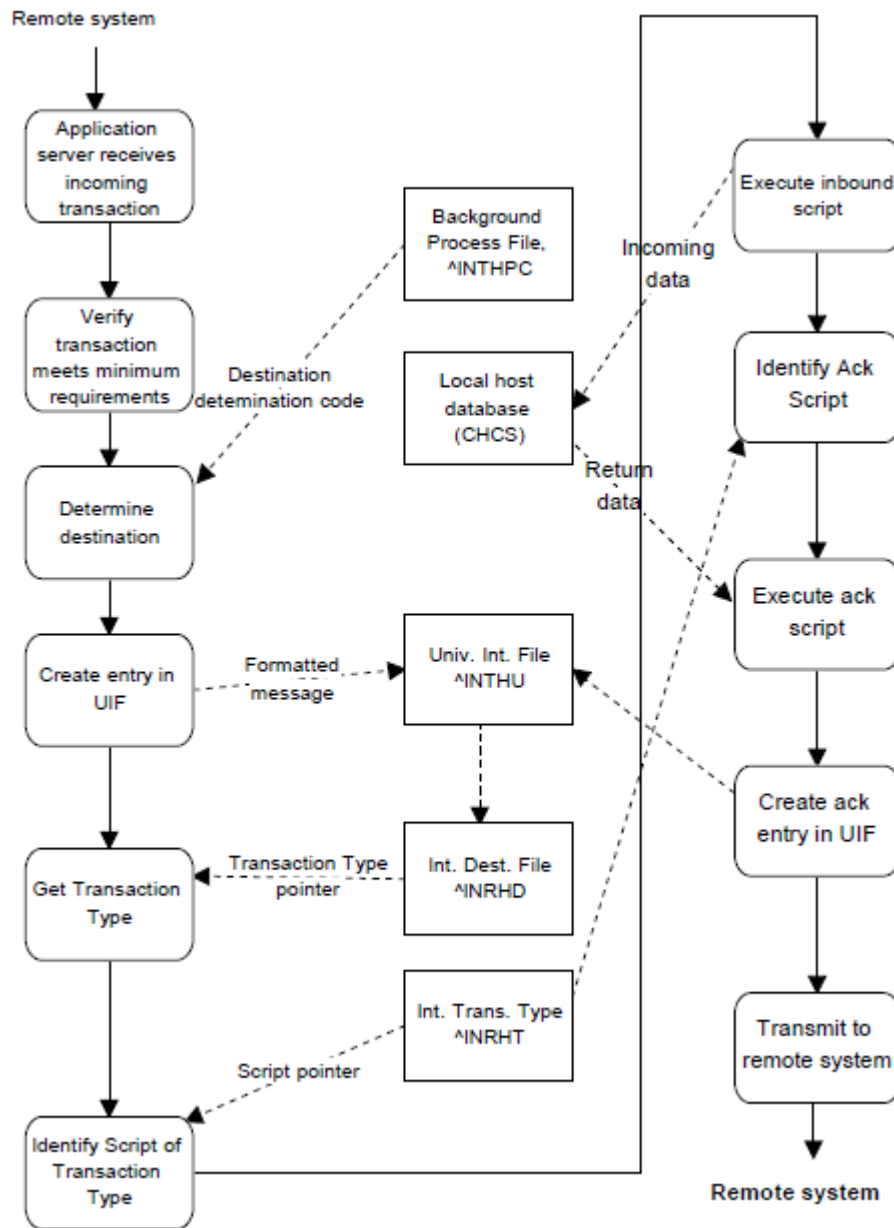 Remote system
Application
server receives
incoming
transaction
Verify
transaction
meets minimum
requirements
Determine
destination
Create entry in
UIF
Get Transaction
Type
Identify Script of
Transaction
Type
Background
Process File,
^INTHPC
Destination
detemination code
Local host
database
(CHCS)
Formatted
message
Univ. Int. File
^INTHU
Transaction Type
pointer
Int. Dest. File
^INRHD
Int. Trans. Type
^INRHT
Script pointer
Incoming
data
Return
data
Execute inbound
script
Identify Ack
Script
Execute ack
script
Create ack
entry in UIF
Transmit to
remote system
Remote system